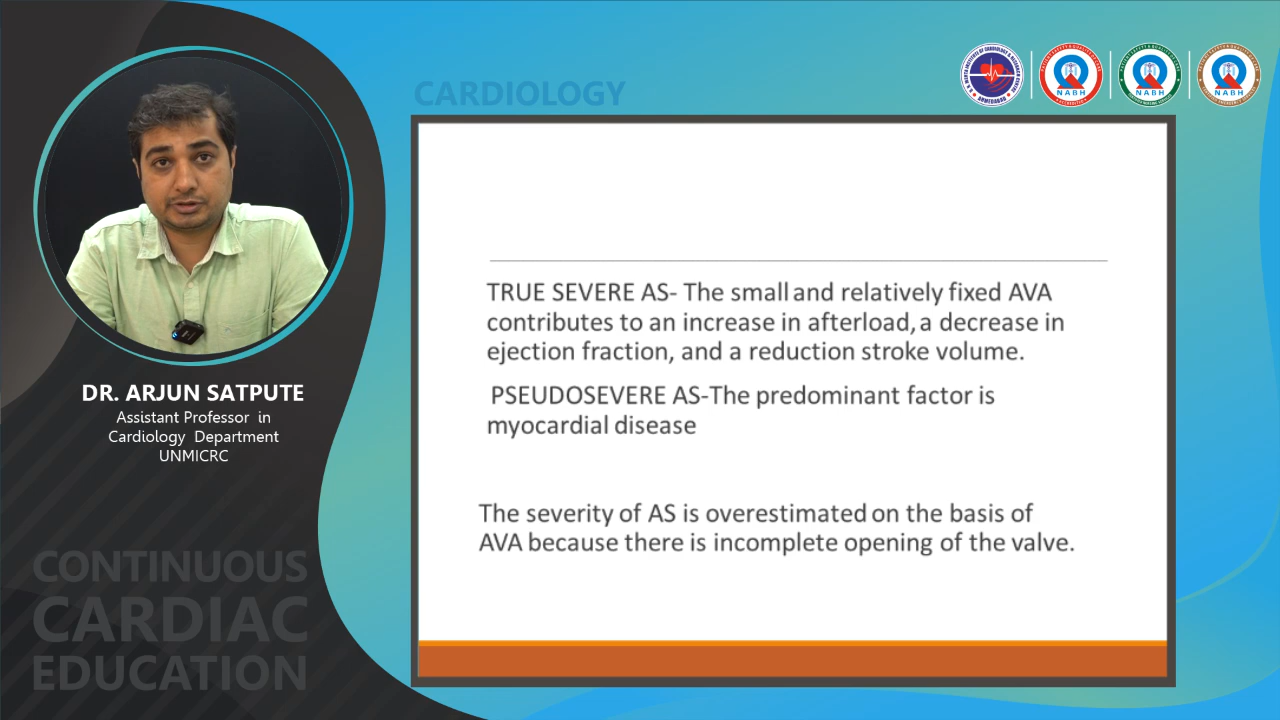 CARDIOLOGY
NABH
NABH
NABH
TRUE SEVERE AS- The small and relatively fixed AVA
contributes to an increase in afterload, a decrease in
ejection fraction, and a reduction stroke volume.
PSEUDOSEVERE AS-The predominant factor is
myocardial disease
The severity of AS is overestimated on the basis of
AVA because there is incomplete opening of the valve.
DR. ARJUN SATPUTE
Assistant Professor in
Cardiology Department
UNMICRC
CONTINUOUS
CARDIAC
EDUCATION